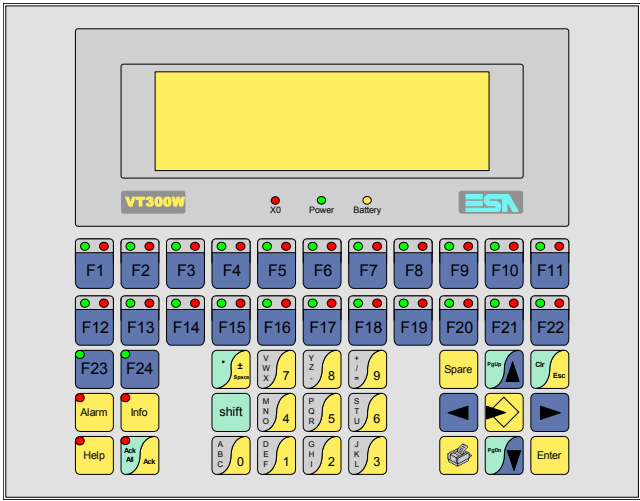 VT300W
X0 Power Battery ESA
F1 F2 F3 F4 F5 F6 F7 F8 F9 F10 F11
F12 F13 F14 F15 F16 F17 F18 F19 F20 F21 F22
F23 F24 • ± Space V W X 7 Y Z - 8 + / = 9 Spare PgUp Clr Esc
Alarm Info shift M N O 4 P Q R 5 S T U 6
Help Ack All Ack A B C 0 D E F 1 G H I 2 J K L 3 PgDn Enter